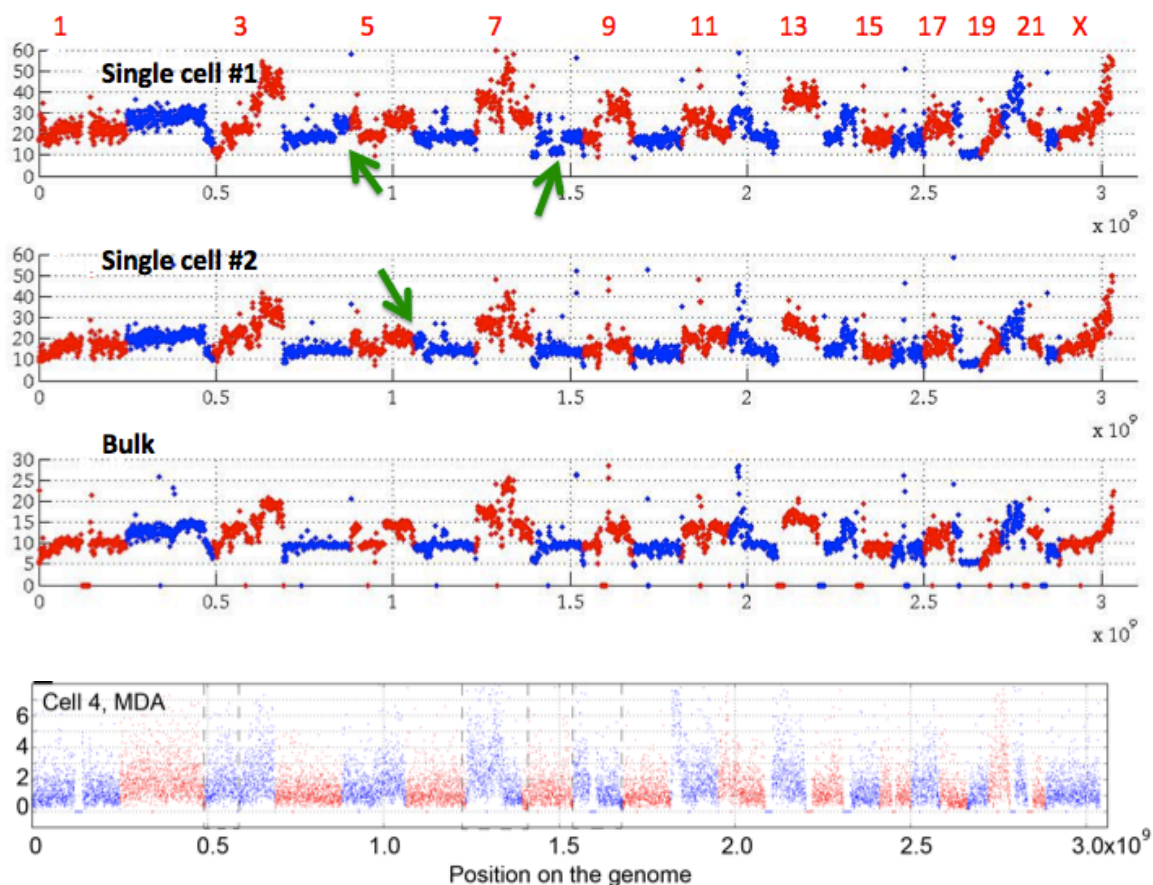 1 3 5 7 9 11 13 15 17 19 21 X
60
Single cell #1
50
40
30
20
10
0
0 0.5 1 1.5 2 2.5 3
x 10⁹
60
Single cell #2
50
40
30
20
10
0
0 0.5 1 1.5 2 2.5 3
x 10⁹
Bulk
30
25
20
15
10
5
0
0 0.5 1 1.5 2 2.5 3
x 10⁹
Cell 4, MDA
6
4
2
0
0 0.5 1.0 1.5 2.0 2.5 3.0x10⁹
Position on the genome